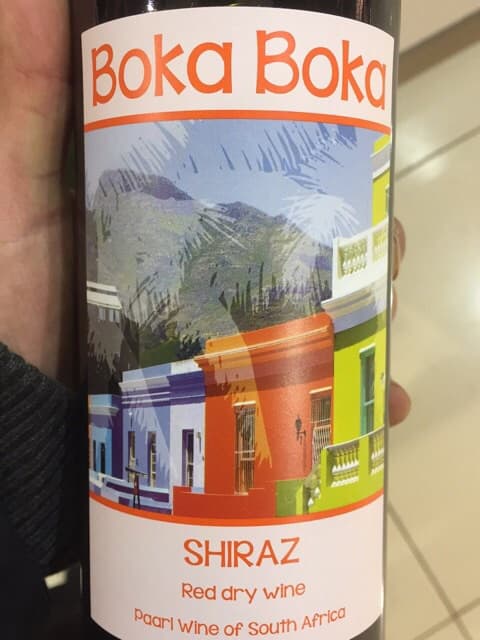 Boka Boka
SHIRAZ
Red dry wine
Paarl Wine of South Africa